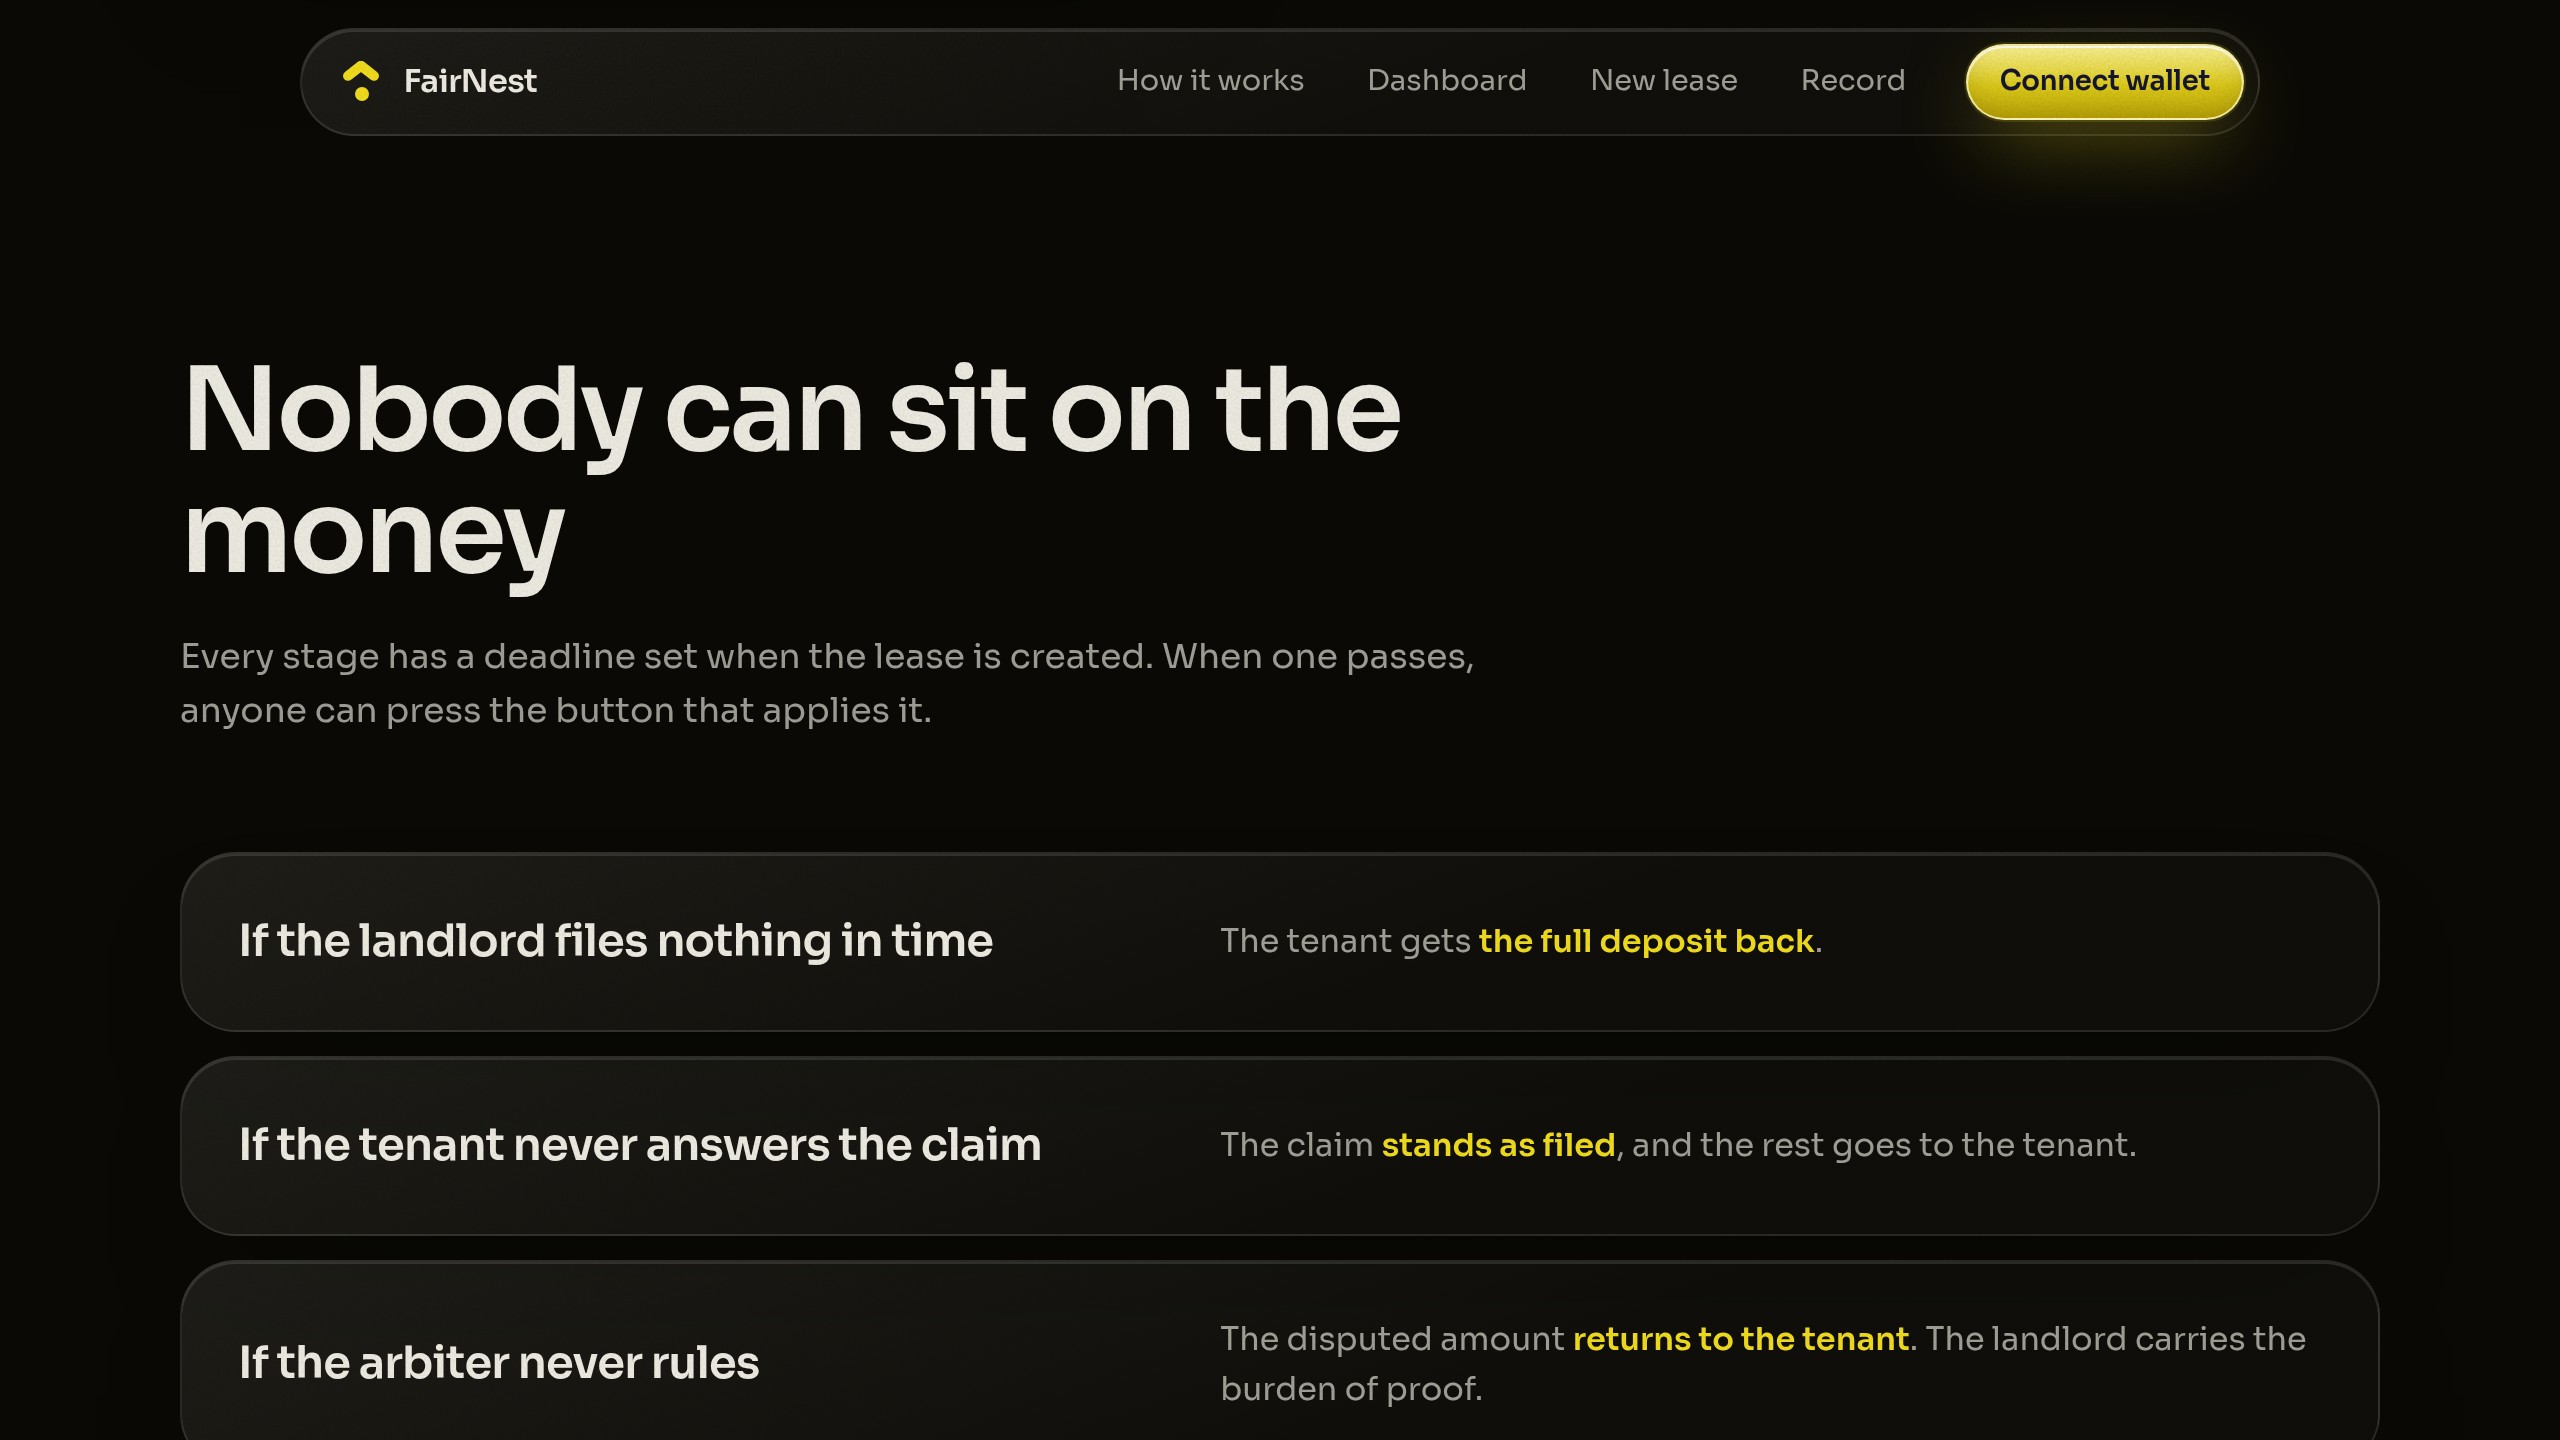 FairNest
How it works
Dashboard
New lease
Record
Connect wallet
Nobody can sit on the
money
Every stage has a deadline set when the lease is created. When one passes,
anyone can press the button that applies it.
If the landlord files nothing in time
The tenant gets the full deposit back.
If the tenant never answers the claim
The claim stands as filed, and the rest goes to the tenant.
If the arbiter never rules
The disputed amount returns to the tenant. The landlord carries the
burden of proof.